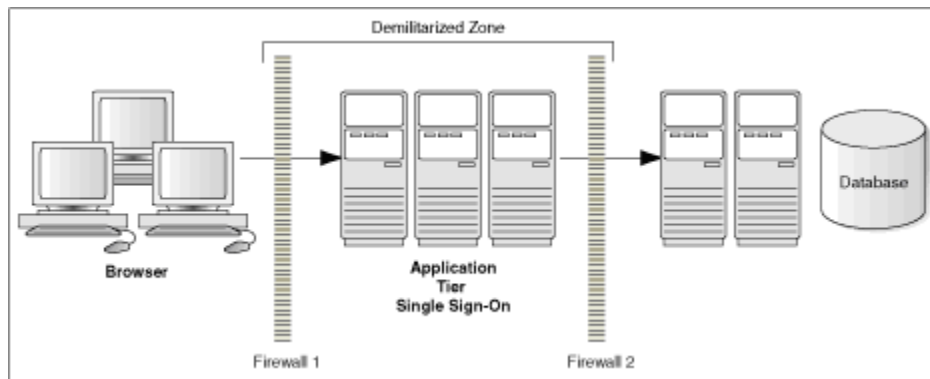 Demilitarized Zone
Browser
Application
Tier
Single Sign-On
Database
Firewall 1
Firewall 2